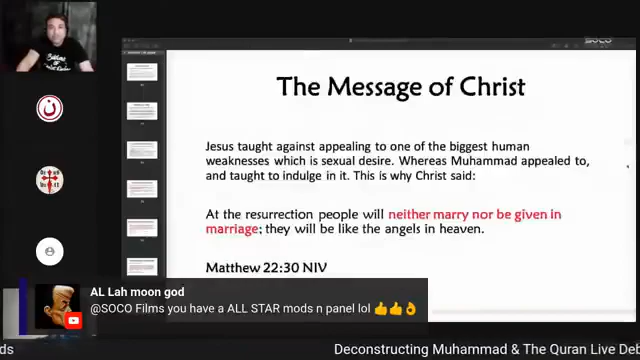 SOCO
The Message of Christ
Jesus taught against appealing to one of the biggest human
weaknesses which is sexual desire. Whereas Muhammad appealed to,
and taught to indulge in it. This is why Christ said:
At the resurrection people will neither marry nor be given in
marriage; they will be like the angels in heaven.
Matthew 22:30 NIV
AL Lah moon god
@SOCO Films you have a ALL STAR mods n panel lol 👍👍👌
ds
Deconstructing Muhammad & The Quran Live Deb